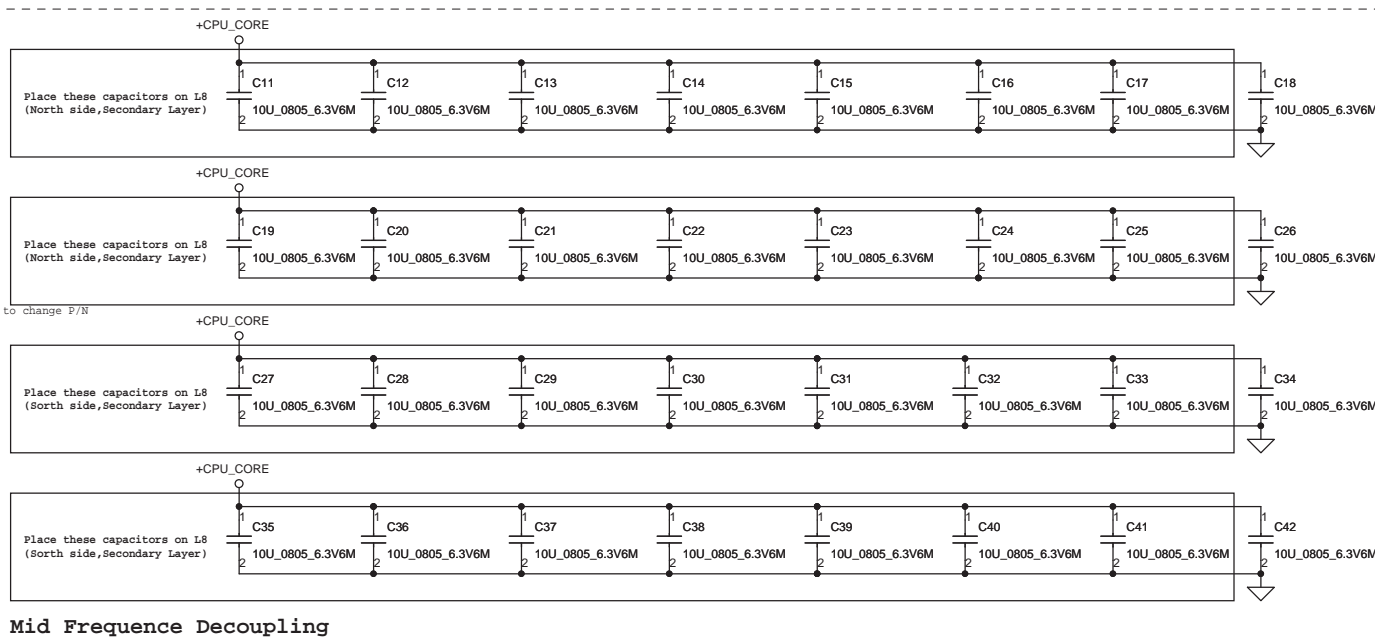 +CPU_CORE
Place these capacitors on L8
(North side,Secondary Layer)
1 C11 1 C12 1 C13 1 C14 1 C15 1 C16 1 C17 1 C18
10U_0805_6.3V6M 10U_0805_6.3V6M 10U_0805_6.3V6M 10U_0805_6.3V6M 10U_0805_6.3V6M 10U_0805_6.3V6M 10U_0805_6.3V6M 10U_0805_6.3V6M
2 2 2 2 2 2 2 2
+CPU_CORE
Place these capacitors on L8
(North side,Secondary Layer)
1 C19 1 C20 1 C21 1 C22 1 C23 1 C24 1 C25 1 C26
10U_0805_6.3V6M 10U_0805_6.3V6M 10U_0805_6.3V6M 10U_0805_6.3V6M 10U_0805_6.3V6M 10U_0805_6.3V6M 10U_0805_6.3V6M 10U_0805_6.3V6M
2 2 2 2 2 2 2 2
to change P/N
+CPU_CORE
Place these capacitors on L8
(Sorth side,Secondary Layer)
1 C27 1 C28 1 C29 1 C30 1 C31 1 C32 1 C33 1 C34
10U_0805_6.3V6M 10U_0805_6.3V6M 10U_0805_6.3V6M 10U_0805_6.3V6M 10U_0805_6.3V6M 10U_0805_6.3V6M 10U_0805_6.3V6M 10U_0805_6.3V6M
2 2 2 2 2 2 2 2
+CPU_CORE
Place these capacitors on L8
(Sorth side,Secondary Layer)
1 C35 1 C36 1 C37 1 C38 1 C39 1 C40 1 C41 1 C42
10U_0805_6.3V6M 10U_0805_6.3V6M 10U_0805_6.3V6M 10U_0805_6.3V6M 10U_0805_6.3V6M 10U_0805_6.3V6M 10U_0805_6.3V6M 10U_0805_6.3V6M
2 2 2 2 2 2 2 2
Mid Frequence Decoupling